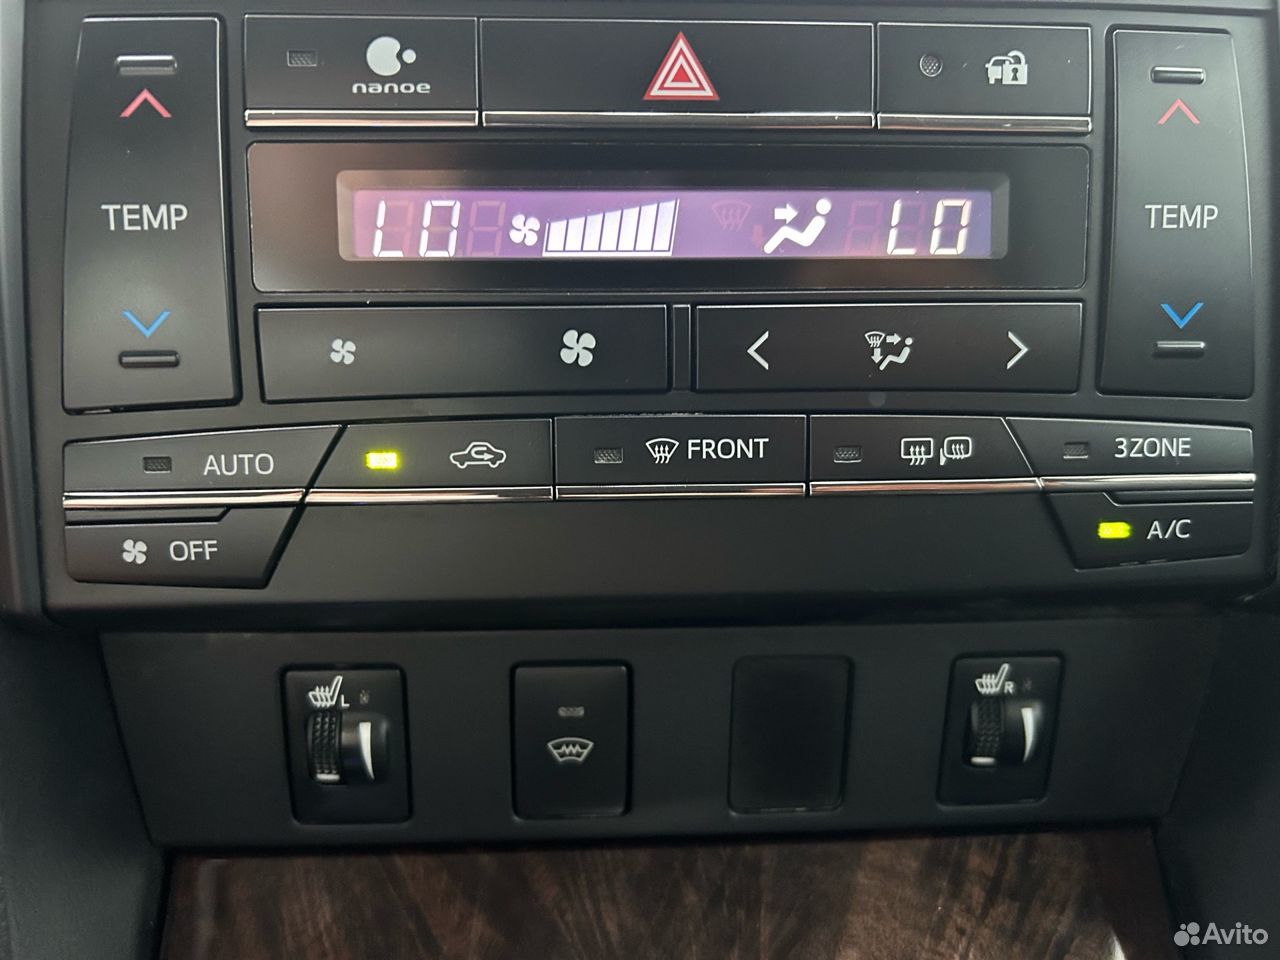 nanoe
TEMP
TEMP
LO
LO
AUTO
FRONT
3ZONE
OFF
A/C
L
R
Avito